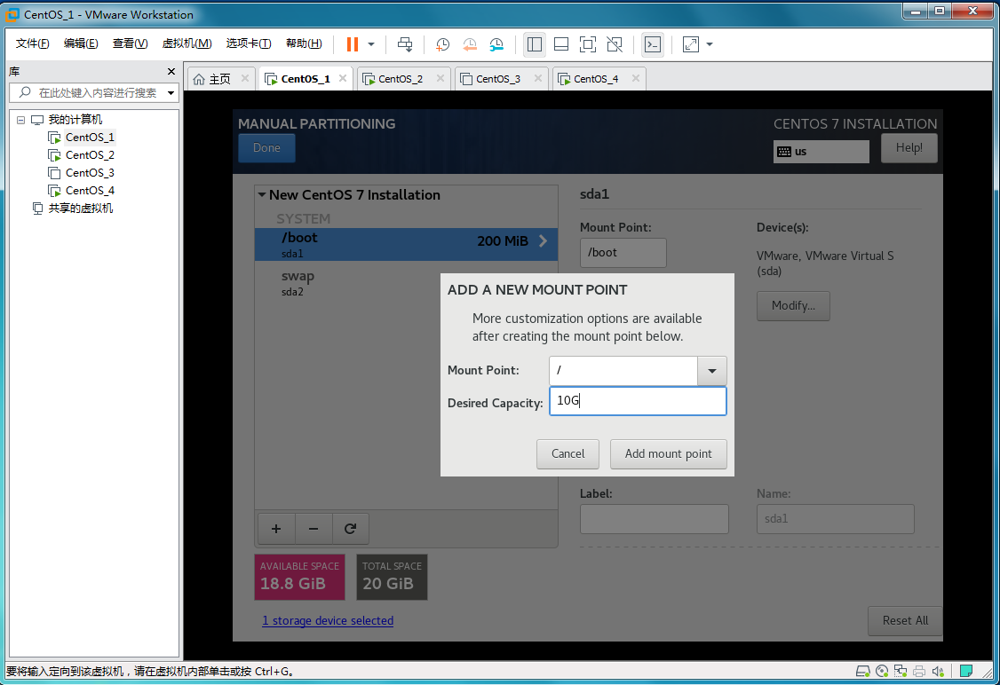 CentOS_1 - VMware Workstation
文件(F) 编辑(E) 查看(V) 虚拟机(M) 选项卡(T) 帮助(H)
库
在此处键入内容进行搜索
我的计算机
CentOS_1
CentOS_2
CentOS_3
CentOS_4
共享的虚拟机
主页 CentOS_1 CentOS_2 CentOS_3 CentOS_4
MANUAL PARTITIONING
Done
CENTOS 7 INSTALLATION
us
Help!
New CentOS 7 Installation
SYSTEM
/boot 200 MiB
sda1
swap
sda2
sda1
Mount Point:
/boot
Device(s):
VMware, VMware Virtual S
(sda)
Modify...
ADD A NEW MOUNT POINT
More customization options are available
after creating the mount point below.
Mount Point: /
Desired Capacity: 10G
Cancel Add mount point
Label: Name:
sda1
+ − 
AVAILABLE SPACE
18.8 GiB
TOTAL SPACE
20 GiB
1 storage device selected
Reset All
要将输入定向到该虚拟机，请在虚拟机内部单击或按 Ctrl+G。